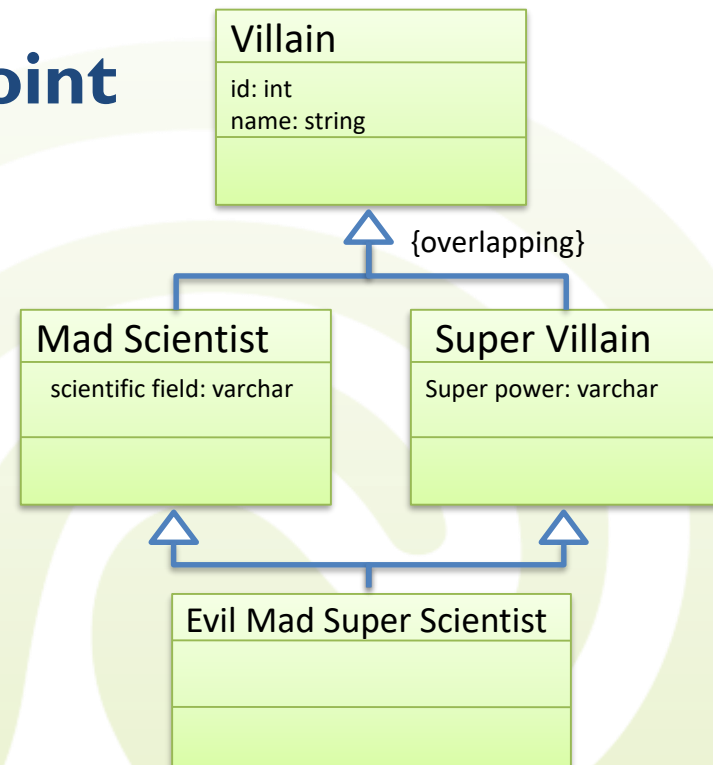 Villain
oint
id: int
name: string
{overlapping}
Mad Scientist
Super Villain
scientific field: varchar
Super power: varchar
Evil Mad Super Scientist